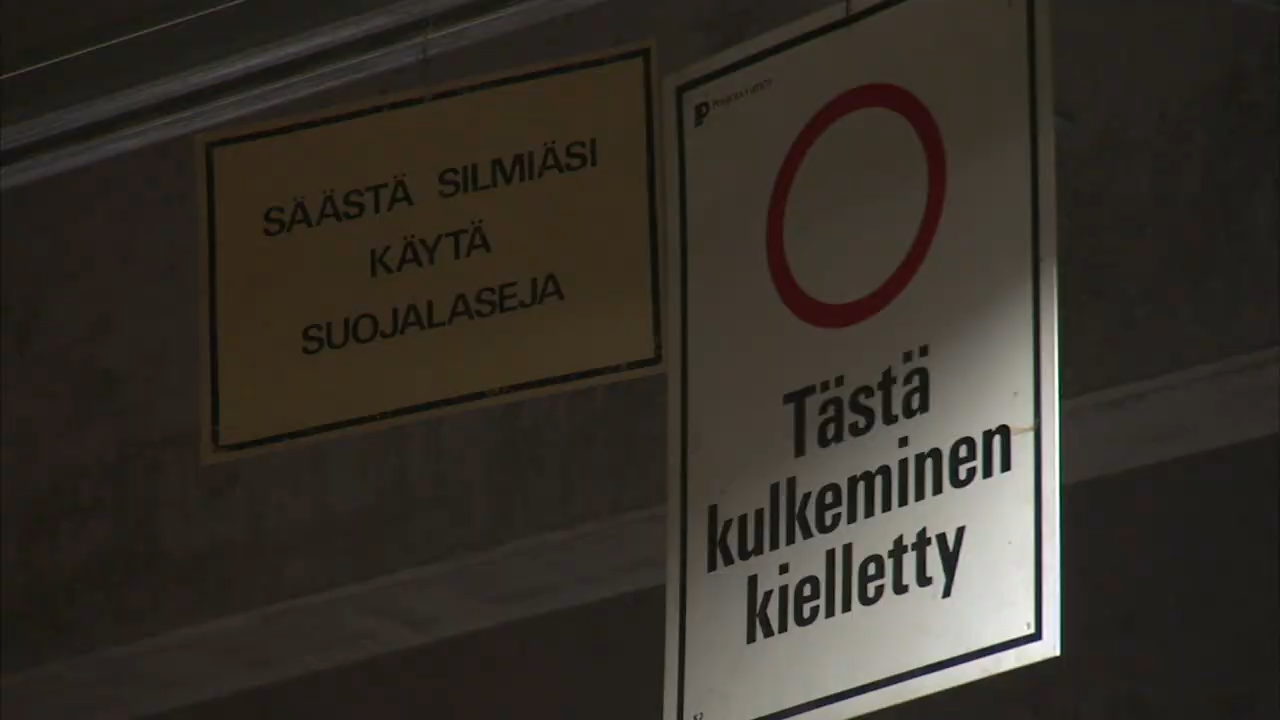 SÄÄSTÄ SILMIÄSI
KÄYTÄ
SUOJALASEJA
Tästä
kulkeminen
kielletty